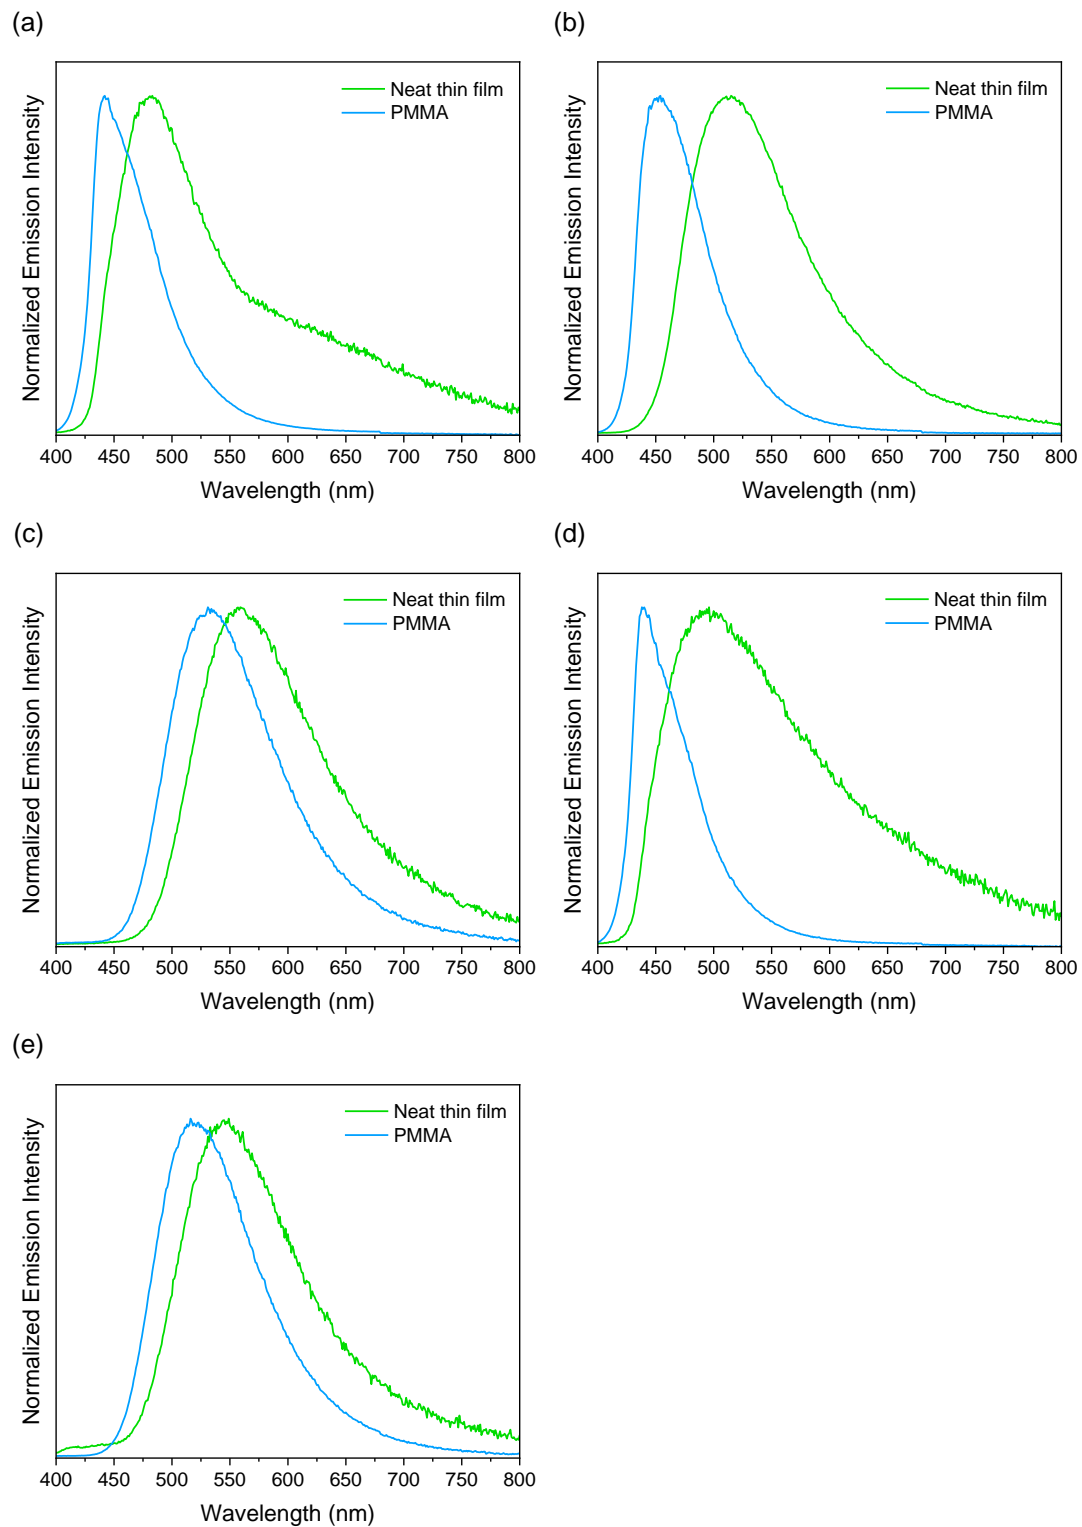 (a)
Normalized Emission Intensity
Neat thin film
PMMA
400 450 500 550 600 650 700 750 800
Wavelength (nm)
(b)
Normalized Emission Intensity
Neat thin film
PMMA
400 450 500 550 600 650 700 750 800
Wavelength (nm)
(c)
Normalized Emission Intensity
Neat thin film
PMMA
400 450 500 550 600 650 700 750 800
Wavelength (nm)
(d)
Normalized Emission Intensity
Neat thin film
PMMA
400 450 500 550 600 650 700 750 800
Wavelength (nm)
(e)
Normalized Emission Intensity
Neat thin film
PMMA
400 450 500 550 600 650 700 750 800
Wavelength (nm)